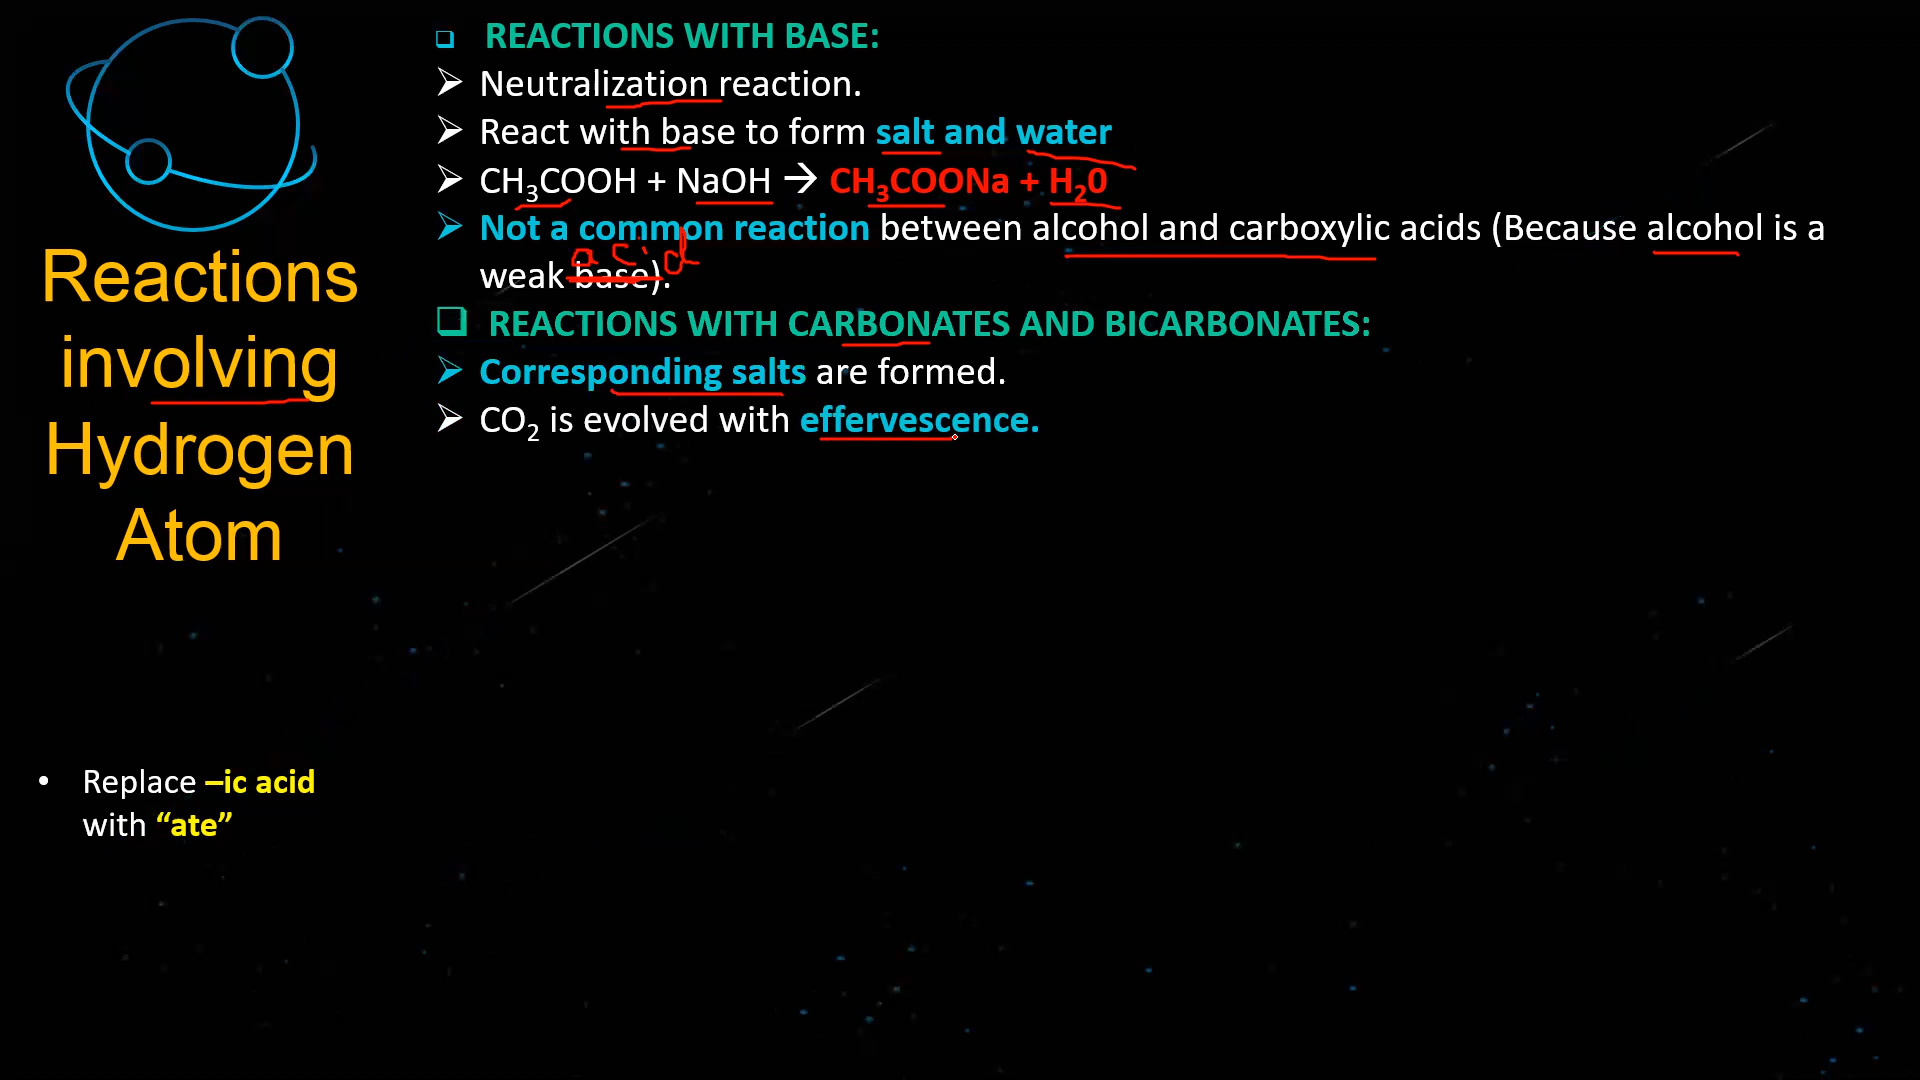 Reactions
involving
Hydrogen
Atom
• Replace –ic acid
with “ate”
❑ REACTIONS WITH BASE:
➢ Neutralization reaction.
➢ React with base to form salt and water
➢ CH₃COOH + NaOH → CH₃COONa + H₂0
➢ Not a common reaction between alcohol and carboxylic acids (Because alcohol is a
acid
weak base).
❑ REACTIONS WITH CARBONATES AND BICARBONATES:
➢ Corresponding salts are formed.
➢ CO₂ is evolved with effervescence.